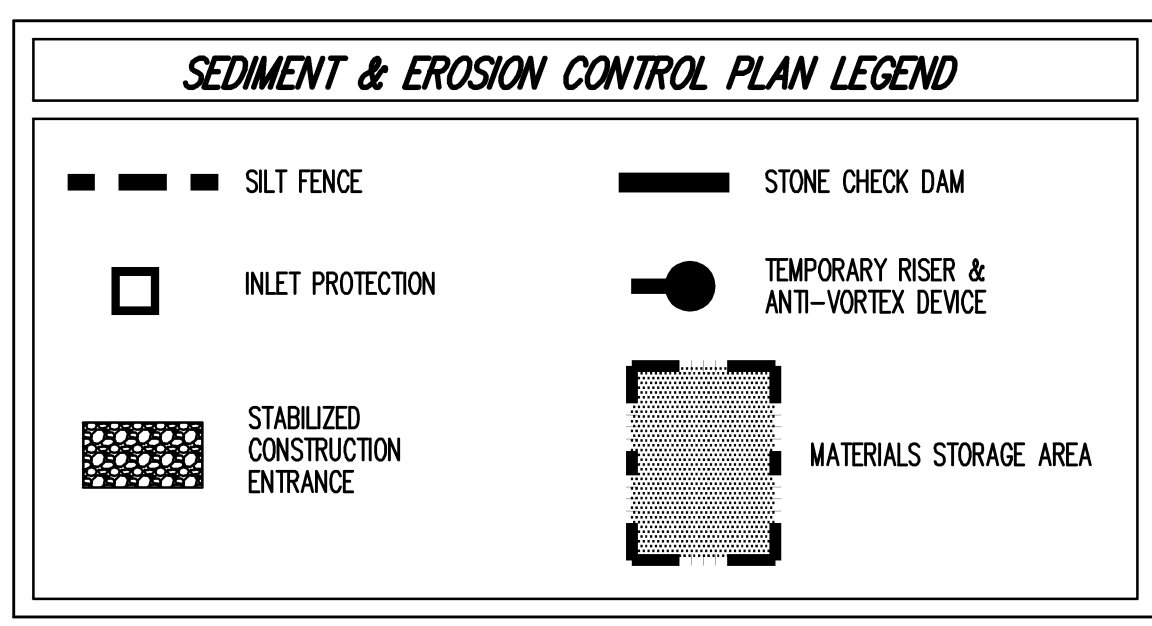 SEDIMENT & EROSION CONTROL PLAN LEGEND
SILT FENCE
STONE CHECK DAM
INLET PROTECTION
TEMPORARY RISER &
ANTI-VORTEX DEVICE
STABILIZED
CONSTRUCTION
ENTRANCE
MATERIALS STORAGE AREA